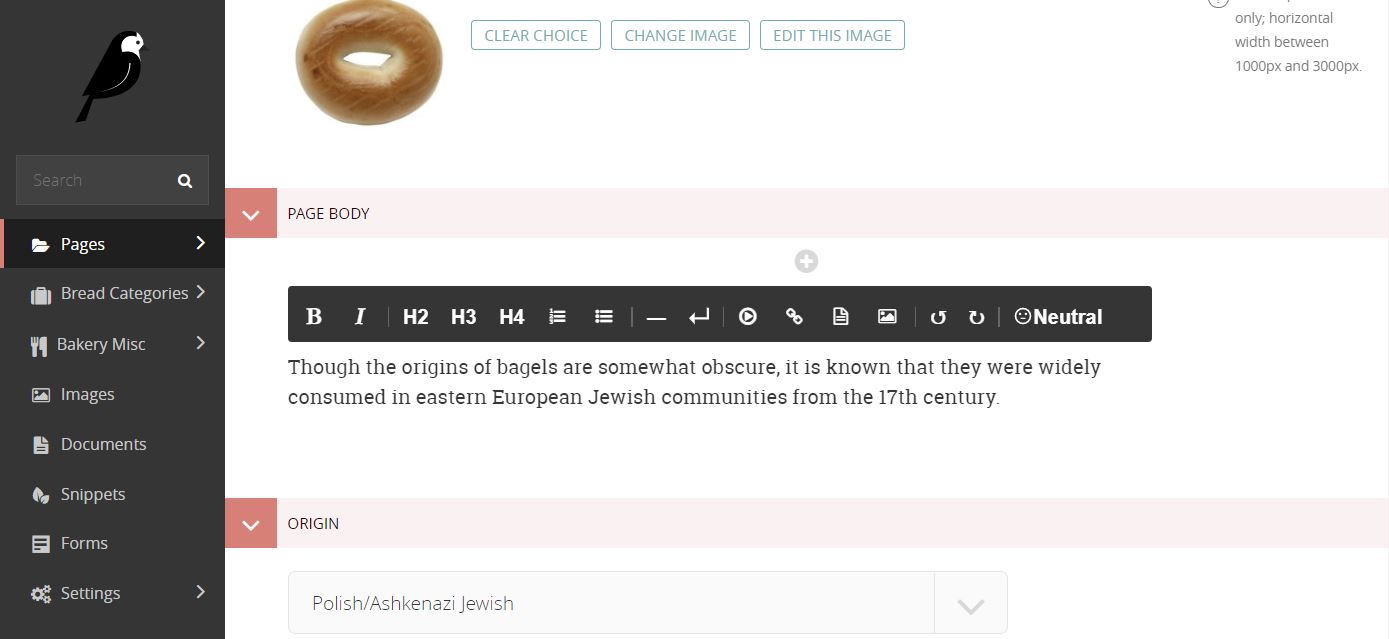 CLEAR CHOICE
CHANGE IMAGE
EDIT THIS IMAGE
only; horizontal
width between
1000px and 3000px.
Search
Pages
Bread Categories
Bakery Misc
Images
Documents
Snippets
Forms
Settings
PAGE BODY
B I H2 H3 H4 Neutral
Though the origins of bagels are somewhat obscure, it is known that they were widely
consumed in eastern European Jewish communities from the 17th century.
ORIGIN
Polish/Ashkenazi Jewish